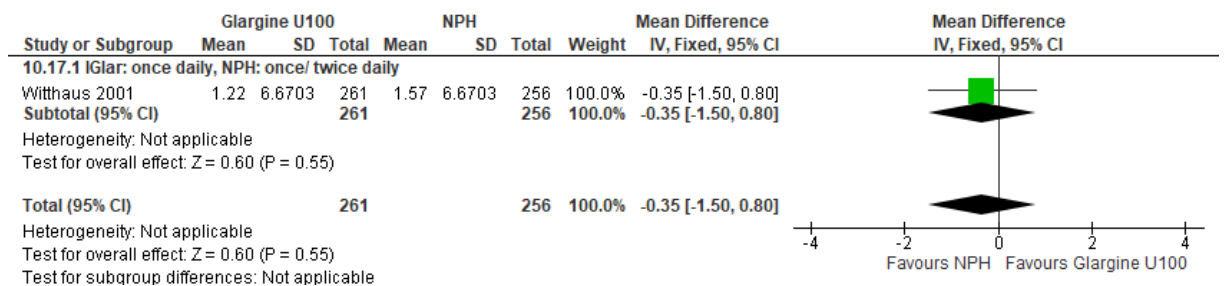 Glargine U100 NPH Mean Difference Mean Difference
Study or Subgroup Mean SD Total Mean SD Total Weight IV, Fixed, 95% CI IV, Fixed, 95% CI
10.17.1 IGlar: once daily, NPH: once/ twice daily
Witthaus 2001 1.22 6.6703 261 1.57 6.6703 256 100.0% -0.35 [-1.50, 0.80]
Subtotal (95% CI) 261 256 100.0% -0.35 [-1.50, 0.80]
Heterogeneity: Not applicable
Test for overall effect: Z = 0.60 (P = 0.55)
Total (95% CI) 261 256 100.0% -0.35 [-1.50, 0.80]
Heterogeneity: Not applicable
Test for overall effect: Z = 0.60 (P = 0.55)
Test for subgroup differences: Not applicable
-4 -2 0 2 4
Favours NPH Favours Glargine U100